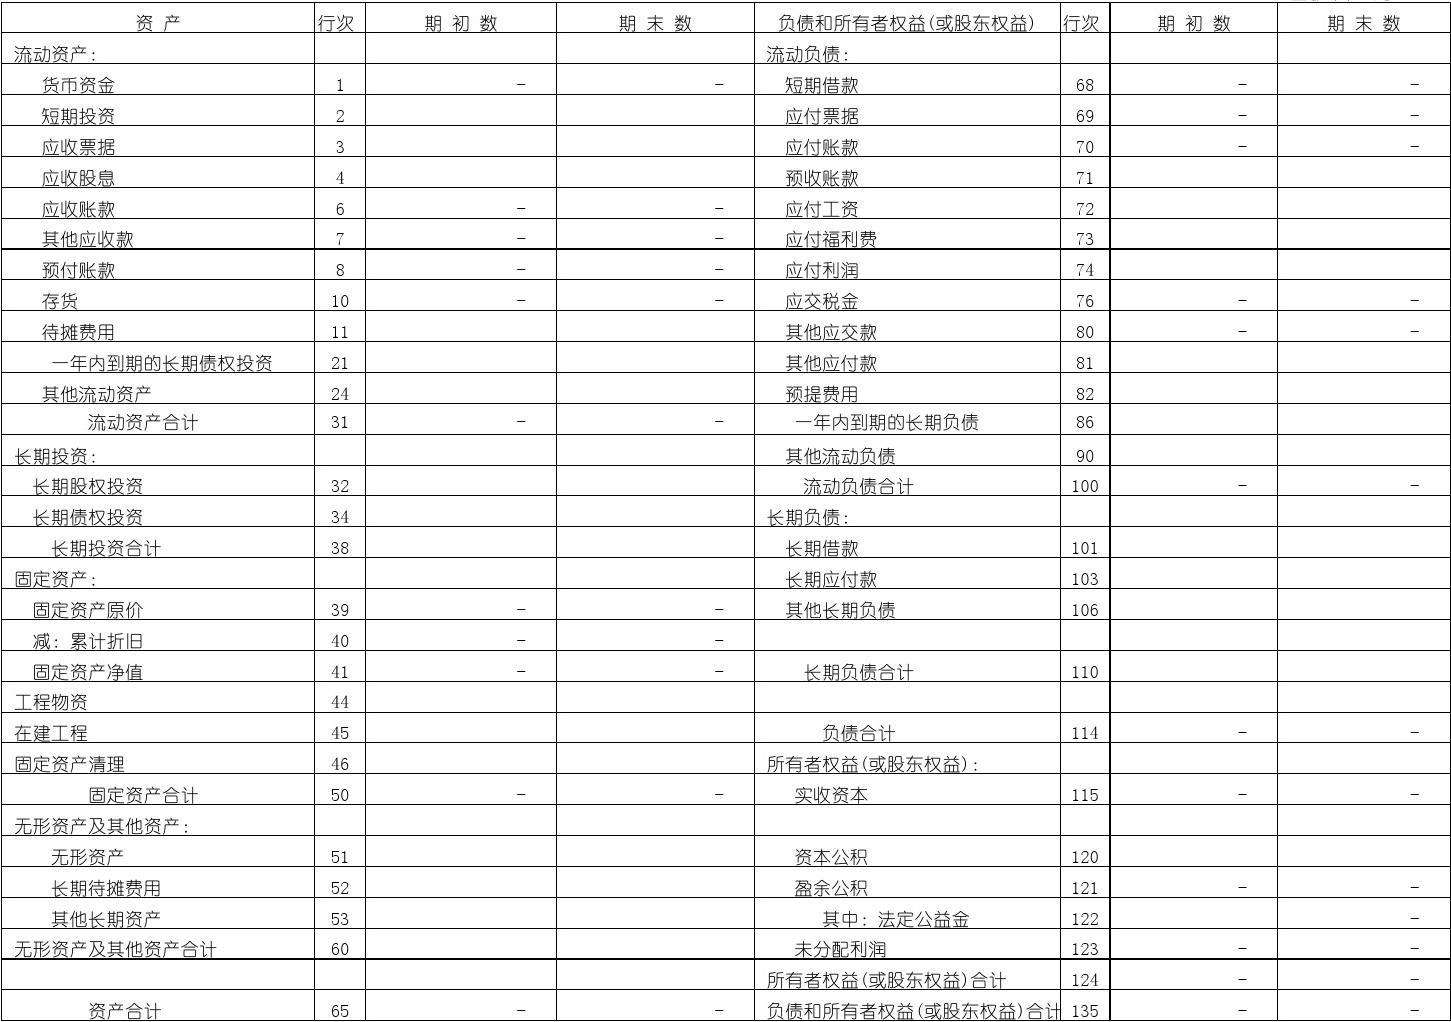 资 产 行次 期 初 数 期 末 数 负债和所有者权益(或股东权益) 行次 期 初 数 期 末 数
流动资产: 流动负债:
货币资金 1 - - 短期借款 68 - -
短期投资 2 应付票据 69 - -
应收票据 3 应付账款 70 - -
应收股息 4 预收账款 71
应收账款 6 - - 应付工资 72
其他应收款 7 - - 应付福利费 73
预付账款 8 - - 应付利润 74
存货 10 - - 应交税金 76 - -
待摊费用 11 其他应交款 80 - -
一年内到期的长期债权投资 21 其他应付款 81
其他流动资产 24 预提费用 82
流动资产合计 31 - - 一年内到期的长期负债 86
长期投资: 其他流动负债 90
长期股权投资 32 流动负债合计 100 - -
长期债权投资 34 长期负债:
长期投资合计 38 长期借款 101
固定资产: 长期应付款 103
固定资产原价 39 - - 其他长期负债 106
减: 累计折旧 40 - -
固定资产净值 41 - - 长期负债合计 110
工程物资 44
在建工程 45 负债合计 114 - -
固定资产清理 46 所有者权益(或股东权益):
固定资产合计 50 - - 实收资本 115 - -
无形资产及其他资产:
无形资产 51 资本公积 120
长期待摊费用 52 盈余公积 121 - -
其他长期资产 53 其中: 法定公益金 122 -
无形资产及其他资产合计 60 未分配利润 123 - -
所有者权益(或股东权益)合计 124 - -
资产合计 65 - - 负债和所有者权益(或股东权益)合计 135 - -